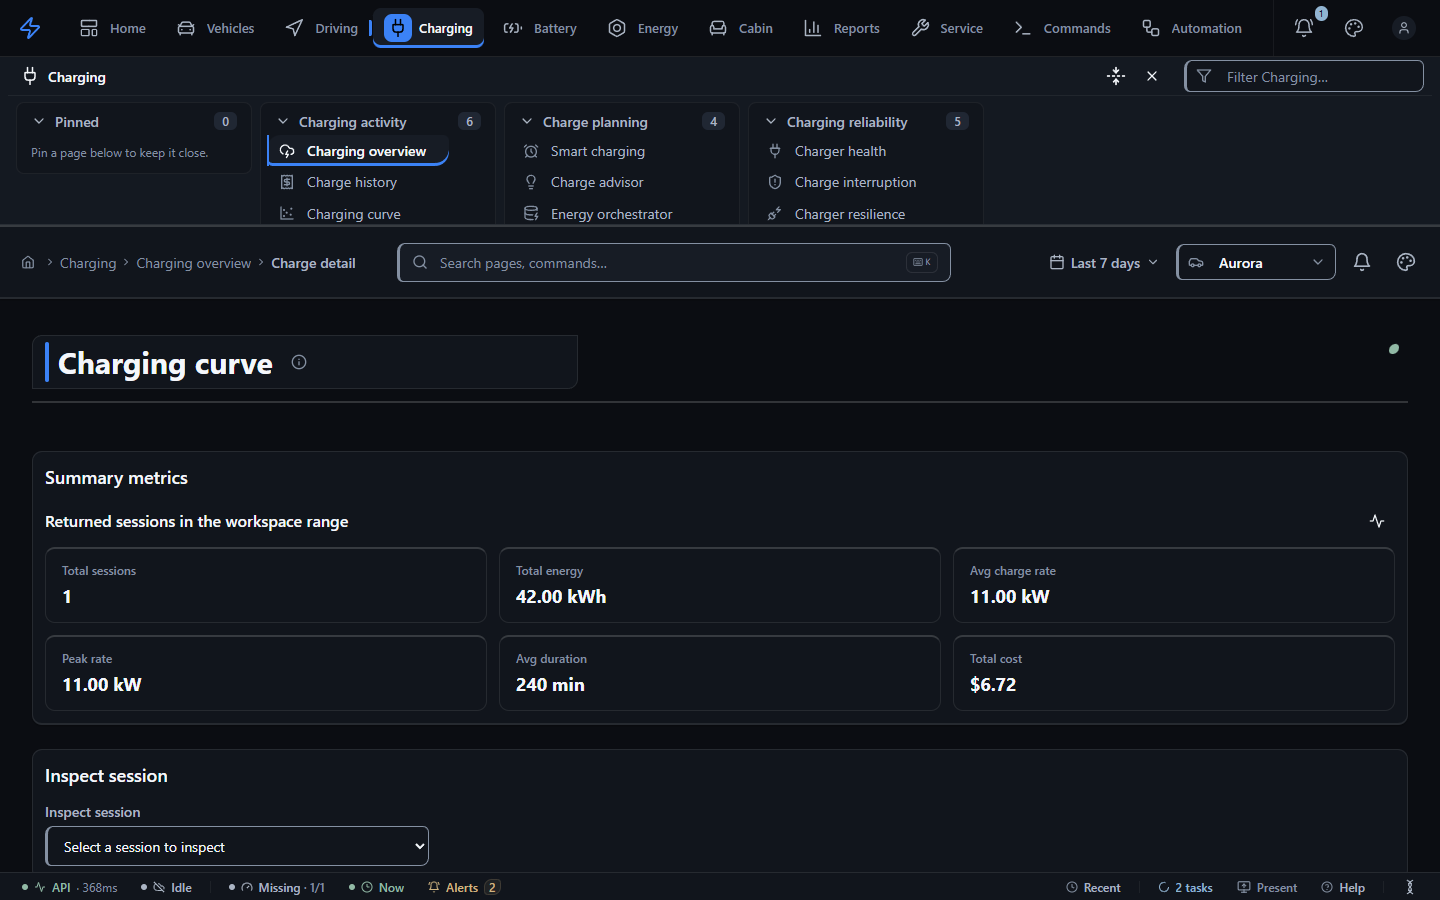 Home
Vehicles
Driving
Charging
Battery
Energy
Cabin
Reports
Service
Commands
Automation
1
Charging
Filter Charging...
Pinned 0
Pin a page below to keep it close.
Charging activity 6
Charging overview
Charge history
Charging curve
Charge planning 4
Smart charging
Charge advisor
Energy orchestrator
Charging reliability 5
Charger health
Charge interruption
Charger resilience
Charging
Charging overview
Charge detail
Search pages, commands...
K
Last 7 days
Aurora
Charging curve
Summary metrics
Returned sessions in the workspace range
Total sessions
1
Total energy
42.00 kWh
Avg charge rate
11.00 kW
Peak rate
11.00 kW
Avg duration
240 min
Total cost
$6.72
Inspect session
Inspect session
Select a session to inspect
API · 368ms
Idle
Missing · 1/1
Now
Alerts 2
Recent
2 tasks
Present
Help